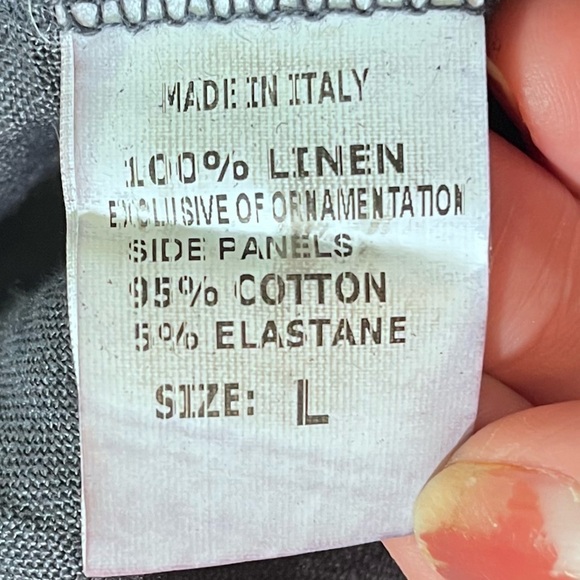 MADE IN ITALY
100% LINEN
EXCLUSIVE OF ORNAMENTATION
SIDE PANELS
95% COTTON
5% ELASTANE
SIZE: L